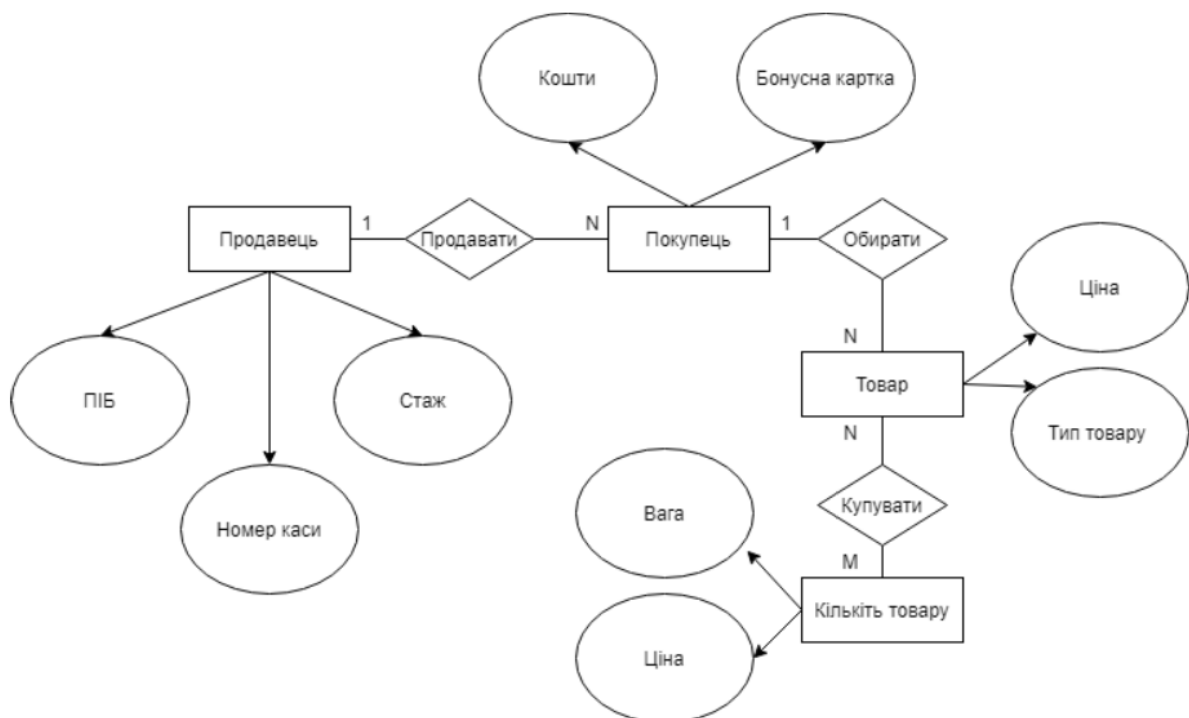 Кошти
Бонусна картка
Продавець
1
Продавати
N
Покупець
1
Обирати
Ціна
N
Товар
Тип товару
N
ПІБ
Стаж
Номер каси
Вага
Купувати
M
Кількіть товару
Ціна